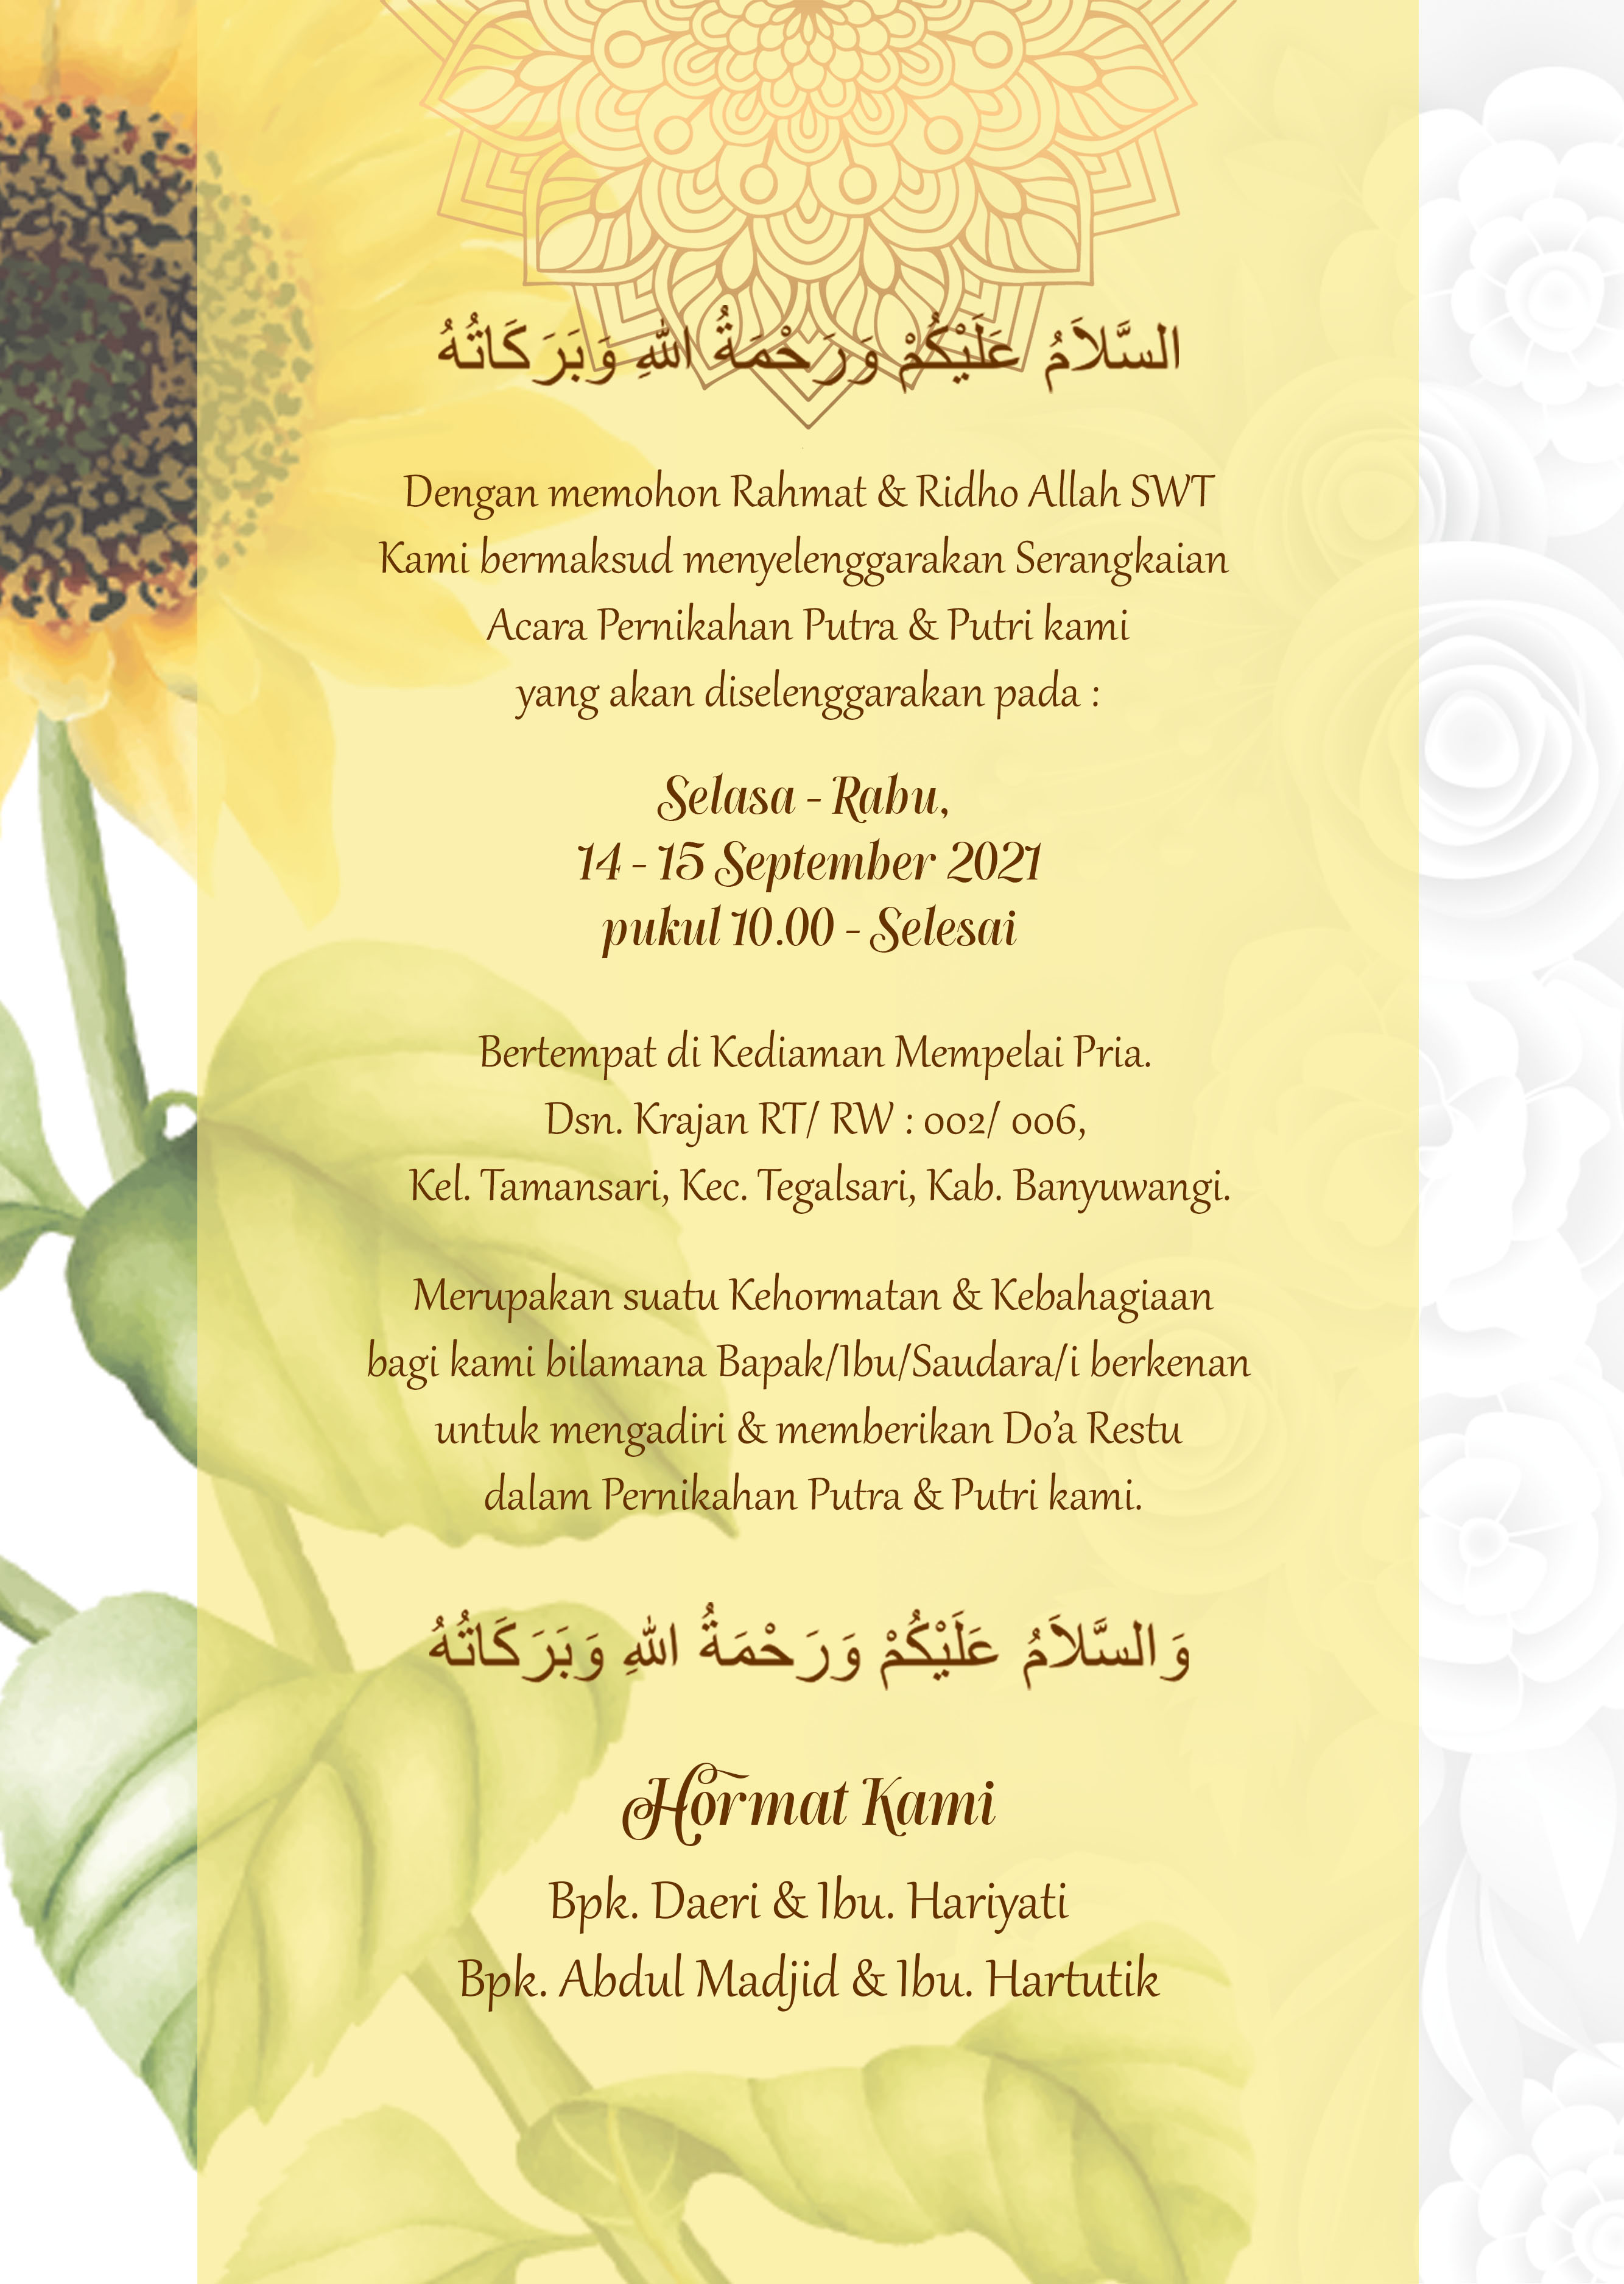 السَّلاَمُ عَلَيْكُمْ وَرَحْمَةُ اللهِ وَبَرَكَاتُهُ
Dengan memohon Rahmat & Ridho Allah SWT
Kami bermaksud menyelenggarakan Serangkaian
Acara Pernikahan Putra & Putri kami
yang akan diselenggarakan pada :
Selasa - Rabu,
14 - 15 September 2021
pukul 10.00 - Selesai
Bertempat di Kediaman Mempelai Pria.
Dsn. Krajan RT/ RW : 002/ 006,
Kel. Tamansari, Kec. Tegalsari, Kab. Banyuwangi.
Merupakan suatu Kehormatan & Kebahagiaan
bagi kami bilamana Bapak/Ibu/Saudara/i berkenan
untuk mengadiri & memberikan Do’a Restu
dalam Pernikahan Putra & Putri kami.
وَالسَّلاَمُ عَلَيْكُمْ وَرَحْمَةُ اللهِ وَبَرَكَاتُهُ
Hormat Kami
Bpk. Daeri & Ibu. Hariyati
Bpk. Abdul Madjid & Ibu. Hartutik